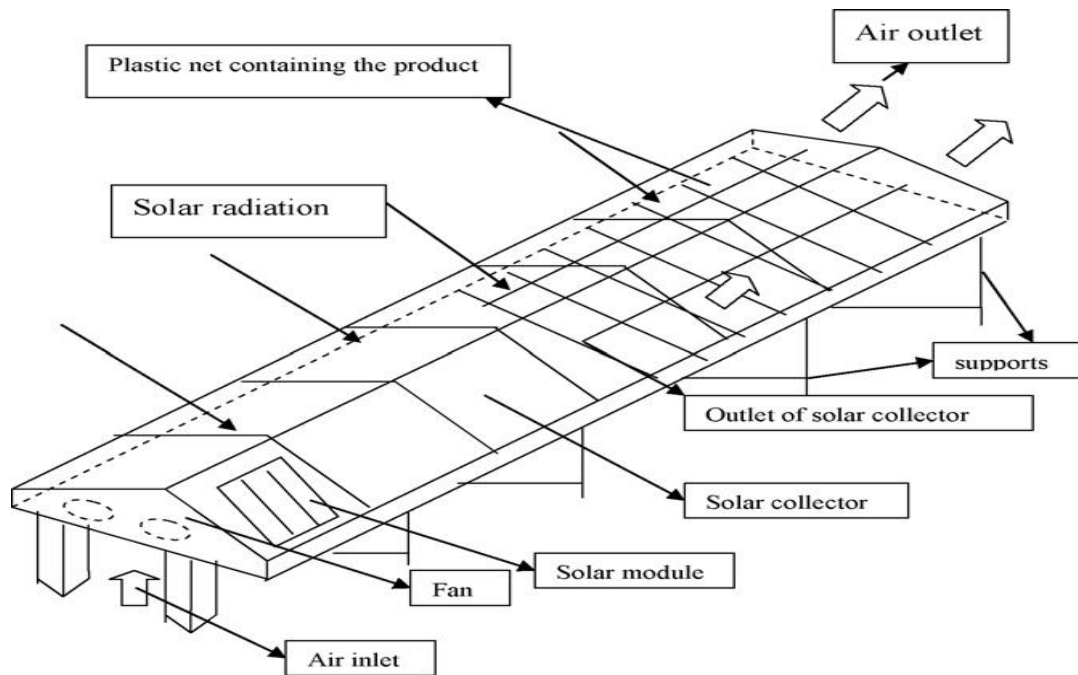 Air outlet
Plastic net containing the product
Solar radiation
supports
Outlet of solar collector
Solar collector
Solar module
Fan
Air inlet